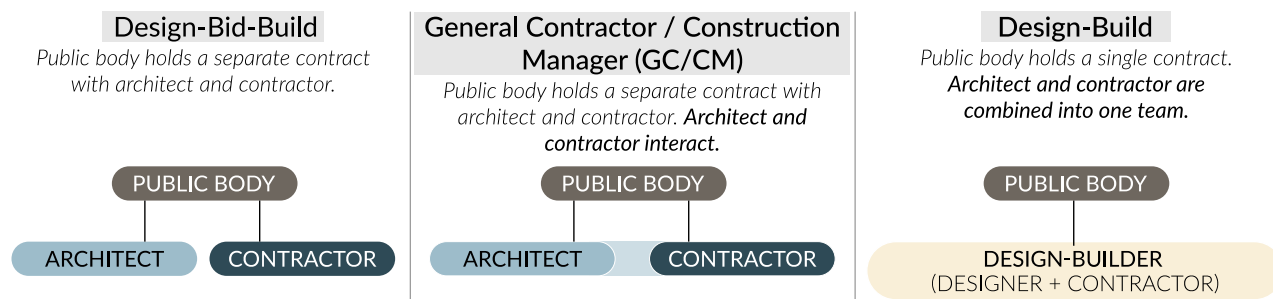 Design-Bid-Build
Public body holds a separate contract
with architect and contractor.
PUBLIC BODY
ARCHITECT
CONTRACTOR
General Contractor / Construction
Manager (GC/CM)
Public body holds a separate contract with
architect and contractor. Architect and
contractor interact.
PUBLIC BODY
ARCHITECT
CONTRACTOR
Design-Build
Public body holds a single contract.
Architect and contractor are
combined into one team.
PUBLIC BODY
DESIGN-BUILDER
(DESIGNER + CONTRACTOR)